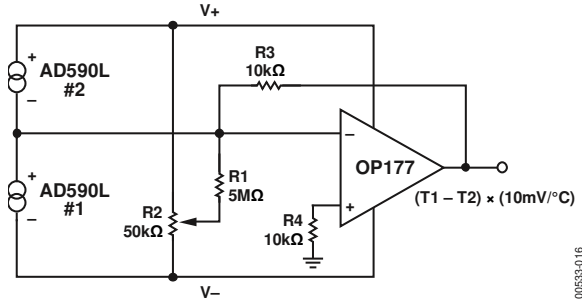 V+
+
AD590L
#2
–
R3
10kΩ
–
OP177
+
+
AD590L
#1
–
R1
5MΩ
R2
50kΩ
R4
10kΩ
(T1 – T2) × (10mV/°C)
V–
00533-016